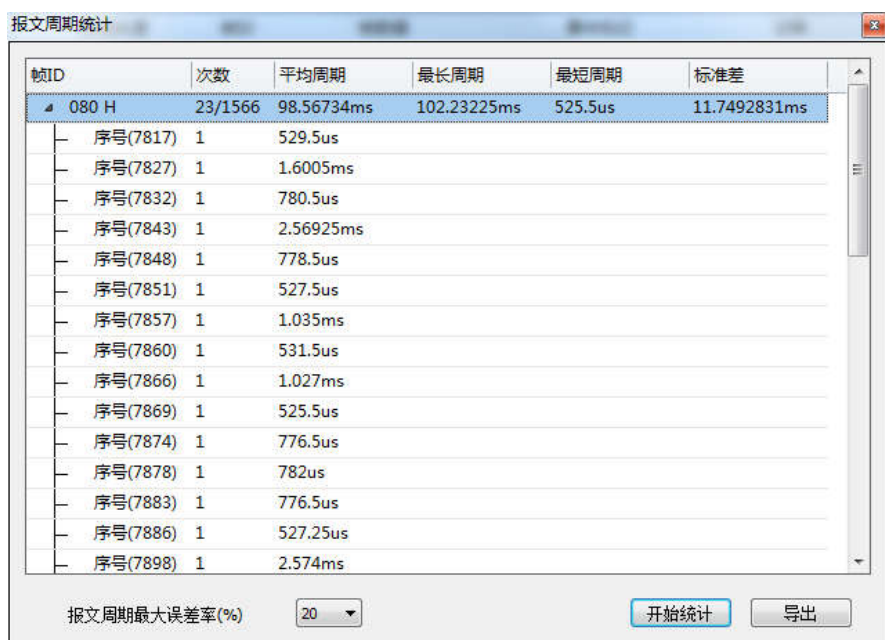 报文周期统计
帧ID 次数 平均周期 最长周期 最短周期 标准差
080 H 23/1566 98.56734ms 102.23225ms 525.5us 11.7492831ms
序号(7817) 1 529.5us
序号(7827) 1 1.6005ms
序号(7832) 1 780.5us
序号(7843) 1 2.56925ms
序号(7848) 1 778.5us
序号(7851) 1 527.5us
序号(7857) 1 1.035ms
序号(7860) 1 531.5us
序号(7866) 1 1.027ms
序号(7869) 1 525.5us
序号(7874) 1 776.5us
序号(7878) 1 782us
序号(7883) 1 776.5us
序号(7886) 1 527.25us
序号(7898) 1 2.574ms
报文周期最大误差率(%) 20 开始统计 导出